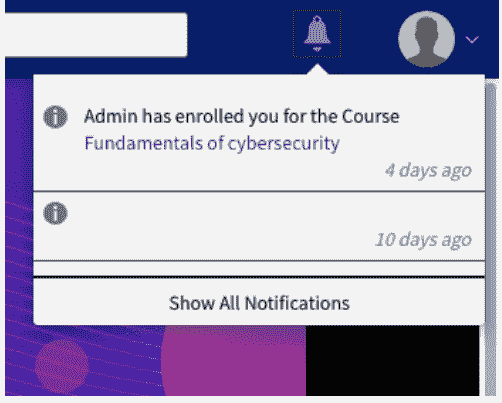 Admin has enrolled you for the Course
Fundamentals of cybersecurity
4 days ago
10 days ago
Show All Notifications